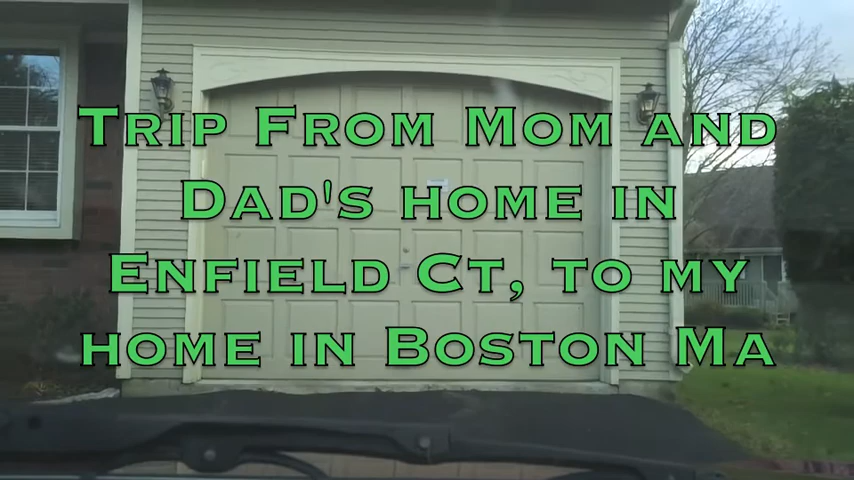 Trip From Mom and
Dad's home in
Enfield Ct, to my
home in Boston Ma